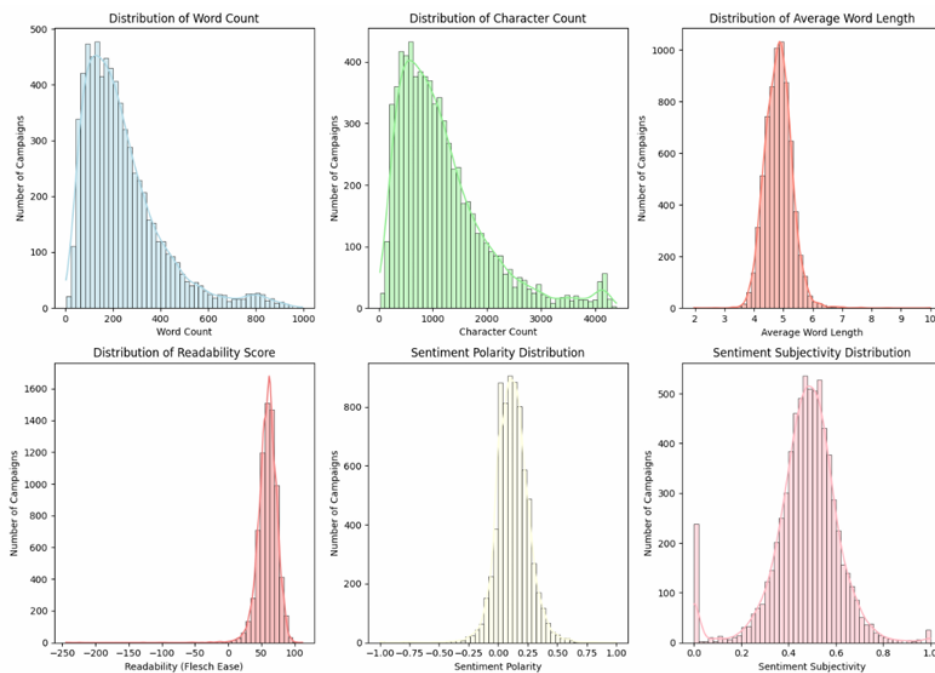 Distribution of Word Count
Number of Campaigns
500
400
300
200
100
0
0 200 400 600 800 1000
Word Count
Distribution of Character Count
Number of Campaigns
400
300
200
100
0
0 1000 2000 3000 4000
Character Count
Distribution of Average Word Length
Number of Campaigns
1000
800
600
400
200
0
2 3 4 5 6 7 8 9 10
Average Word Length
Distribution of Readability Score
Number of Campaigns
1600
1400
1200
1000
800
600
400
200
0
−250 −200 −150 −100 −50 0 50 100
Readability (Flesch Ease)
Sentiment Polarity Distribution
Number of Campaigns
800
600
400
200
0
−1.00 −0.75 −0.50 −0.25 0.00 0.25 0.50 0.75 1.00
Sentiment Polarity
Sentiment Subjectivity Distribution
Number of Campaigns
500
400
300
200
100
0
0.0 0.2 0.4 0.6 0.8 1.0
Sentiment Subjectivity